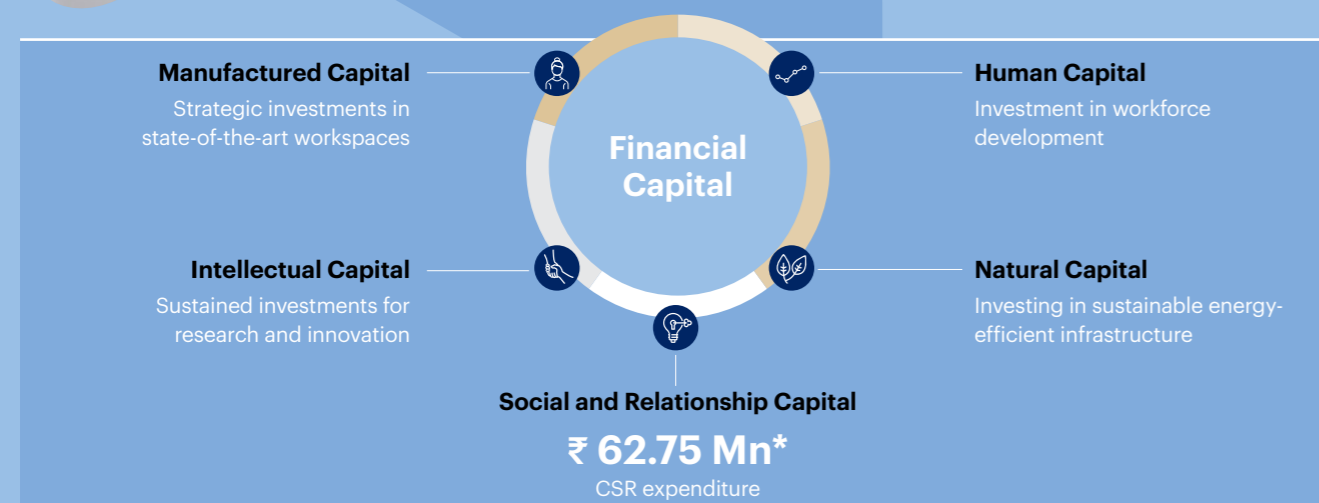 Manufactured Capital
Strategic investments in
state-of-the-art workspaces
Human Capital
Investment in workforce
development
Financial
Capital
Intellectual Capital
Sustained investments for
research and innovation
Natural Capital
Investing in sustainable energy-
efficient infrastructure
Social and Relationship Capital
₹ 62.75 Mn*
CSR expenditure